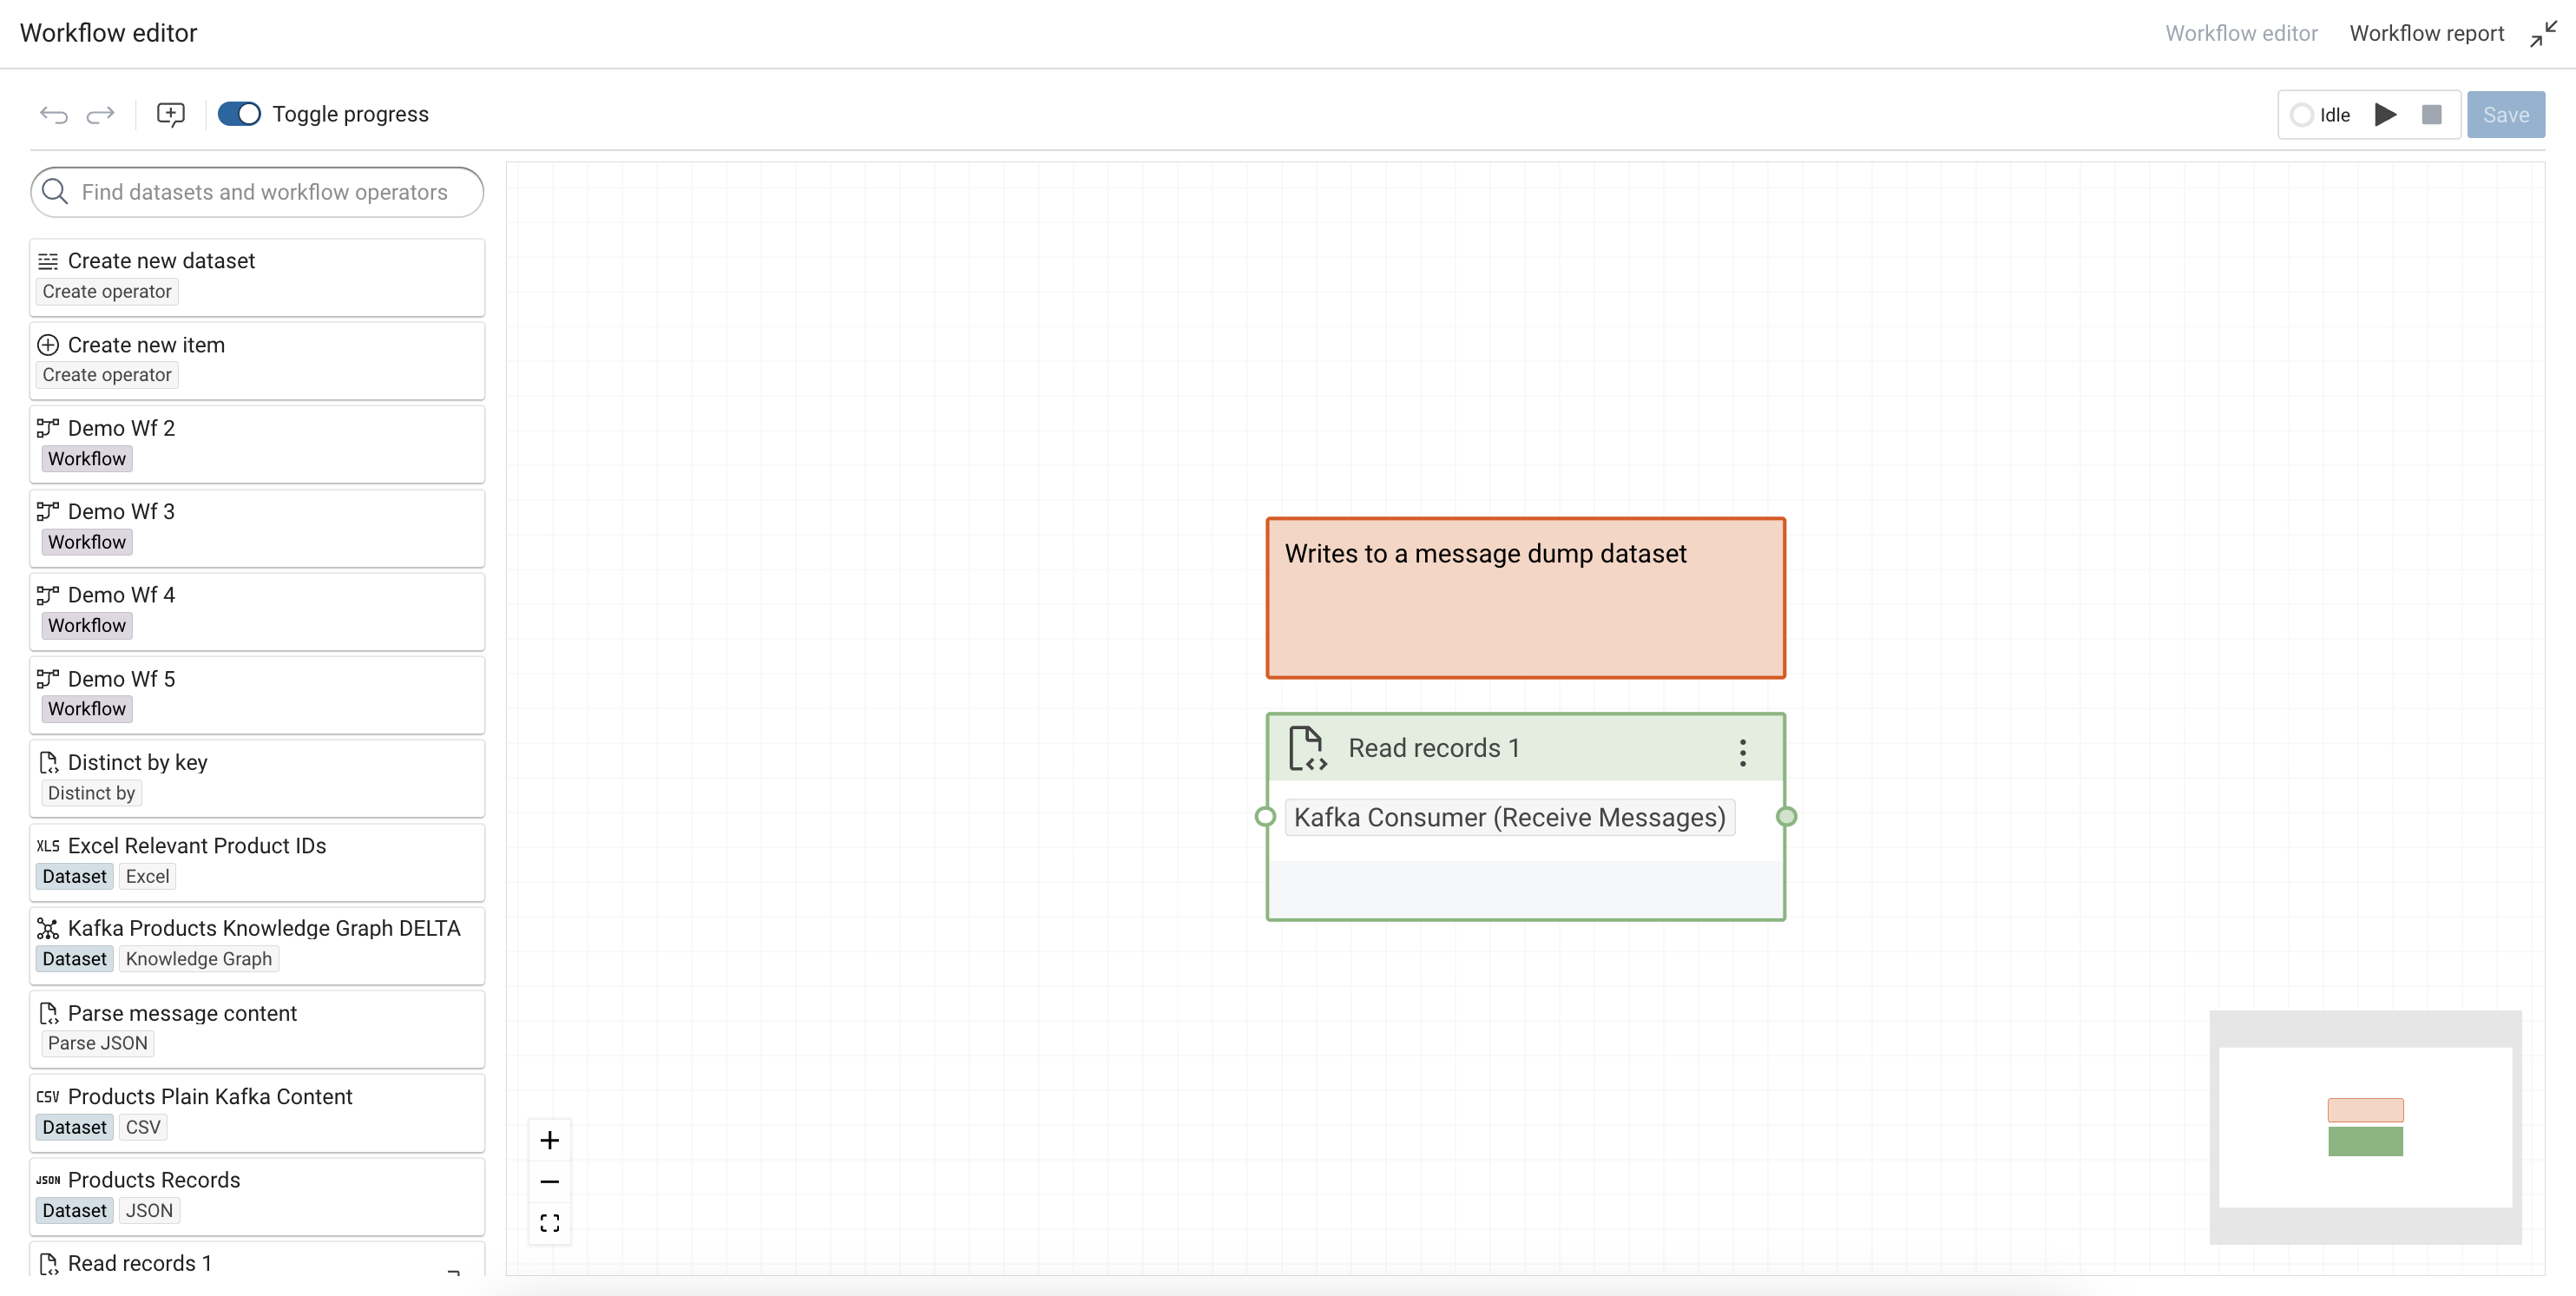 Workflow editor
Workflow editor
Workflow report
Toggle progress
Idle
Save
Find datasets and workflow operators
Create new dataset
Create operator
Create new item
Create operator
Demo Wf 2
Workflow
Demo Wf 3
Workflow
Demo Wf 4
Workflow
Demo Wf 5
Workflow
Distinct by key
Distinct by
XLS Excel Relevant Product IDs
Dataset Excel
Kafka Products Knowledge Graph DELTA
Dataset Knowledge Graph
Parse message content
Parse JSON
CSV Products Plain Kafka Content
Dataset CSV
JSON Products Records
Dataset JSON
Read records 1
Writes to a message dump dataset
Read records 1
Kafka Consumer (Receive Messages)